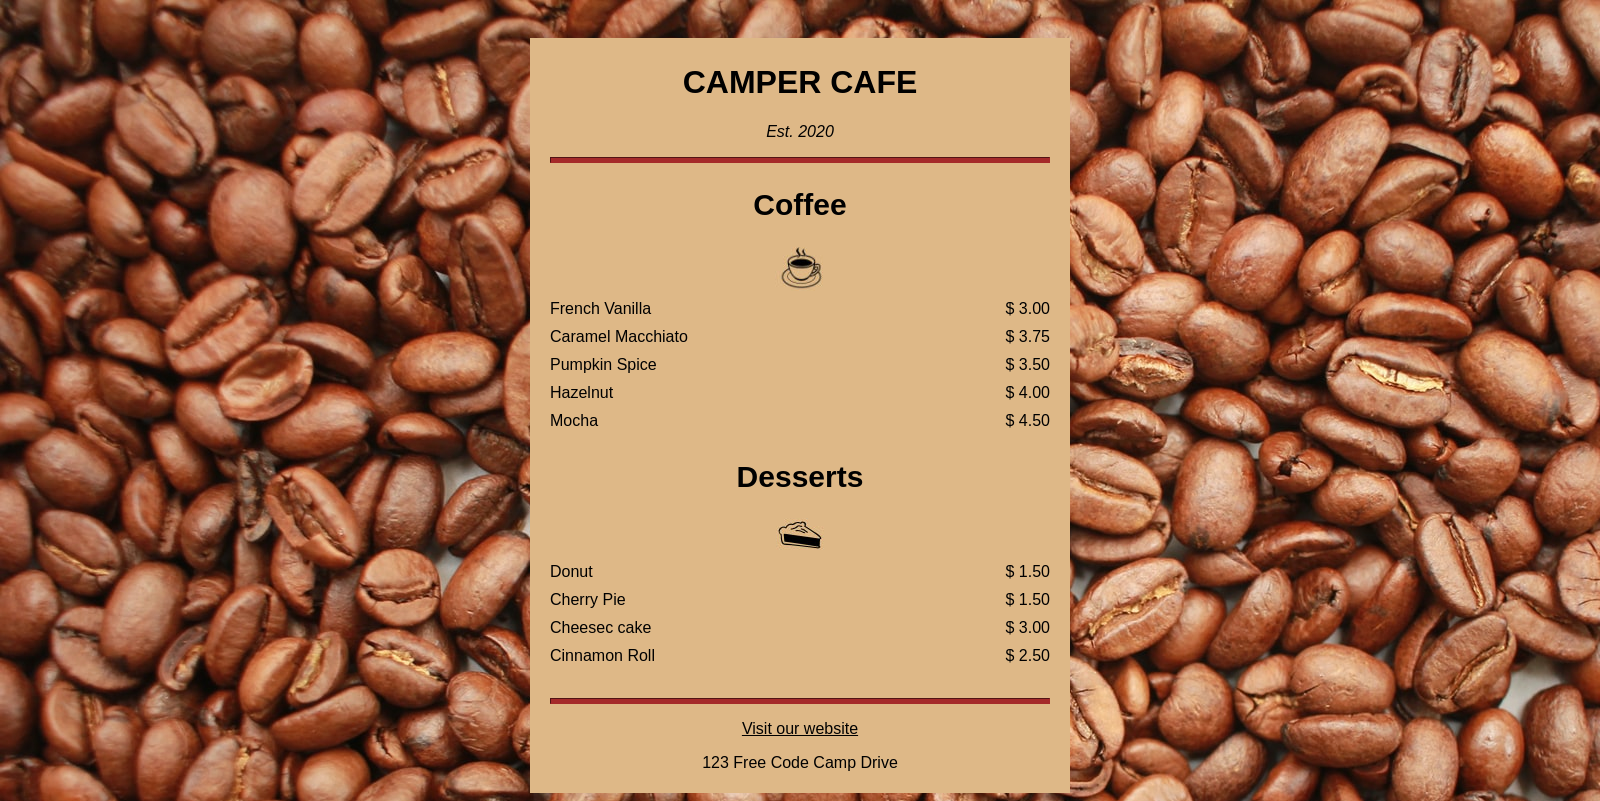 CAMPER CAFE
Est. 2020
Coffee
French Vanilla $ 3.00
Caramel Macchiato $ 3.75
Pumpkin Spice $ 3.50
Hazelnut $ 4.00
Mocha $ 4.50
Desserts
Donut $ 1.50
Cherry Pie $ 1.50
Cheesec cake $ 3.00
Cinnamon Roll $ 2.50
Visit our website
123 Free Code Camp Drive